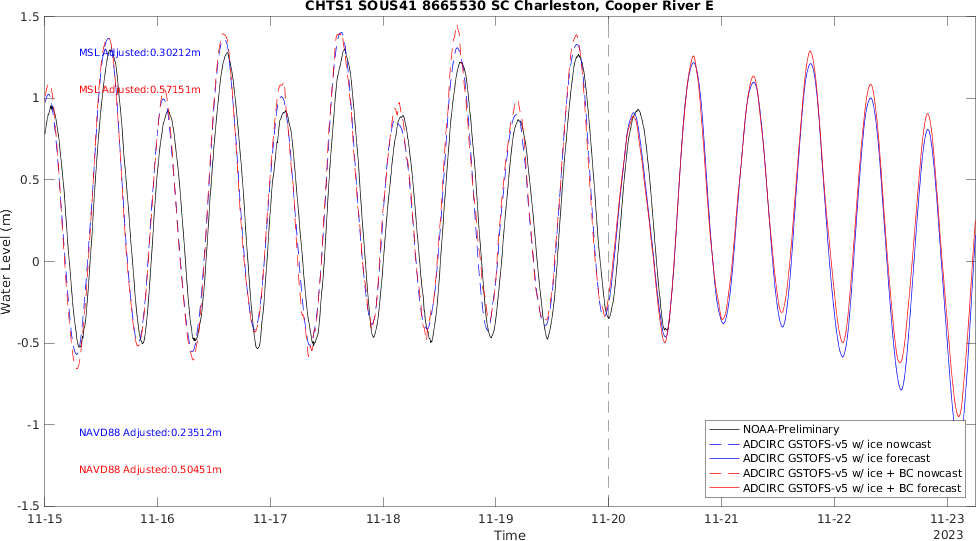 CHTS1 SOUS41 8665530 SC Charleston, Cooper River E
1.5
1
0.5
0
-0.5
-1
-1.5
Water Level (m)
MSL Adjusted:0.30212m
MSL Adjusted:0.57151m
NAVD88 Adjusted:0.23512m
NAVD88 Adjusted:0.50451m
NOAA-Preliminary
ADCIRC GSTOFS-v5 w/ ice nowcast
ADCIRC GSTOFS-v5 w/ ice forecast
ADCIRC GSTOFS-v5 w/ ice + BC nowcast
ADCIRC GSTOFS-v5 w/ ice + BC forecast
11-15 11-16 11-17 11-18 11-19 11-20 11-21 11-22 11-23
2023
Time